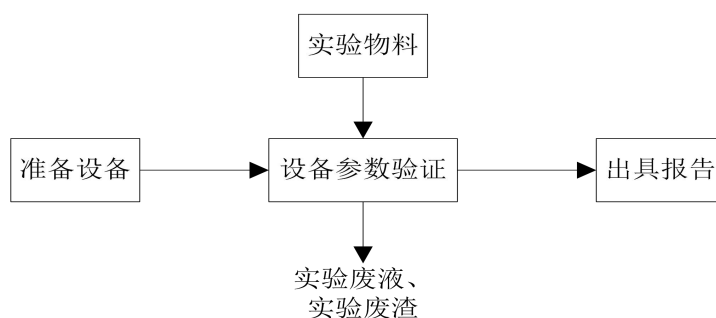 实验物料
准备设备
设备参数验证
出具报告
实验废液、
实验废渣